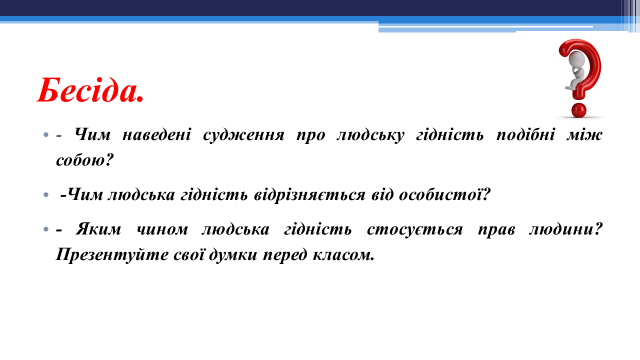 Бесіда.
- Чим наведені судження про людську гідність подібні між
собою?
-Чим людська гідність відрізняється від особистої?
- Яким чином людська гідність стосується прав людини?
Презентуйте свої думки перед класом.